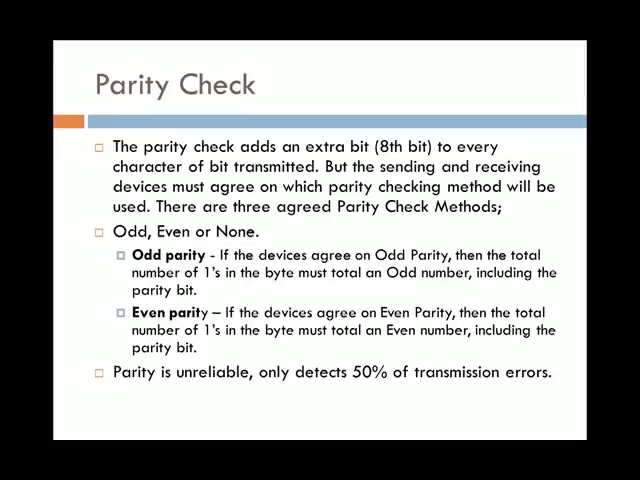 Parity Check
The parity check adds an extra bit (8th bit) to every
character of bit transmitted. But the sending and receiving
devices must agree on which parity checking method will be
used. There are three agreed Parity Check Methods;
Odd, Even or None.
Odd parity - If the devices agree on Odd Parity, then the total
number of 1's in the byte must total an Odd number, including the
parity bit.
Even parity – If the devices agree on Even Parity, then the total
number of 1's in the byte must total an Even number, including the
parity bit.
Parity is unreliable, only detects 50% of transmission errors.